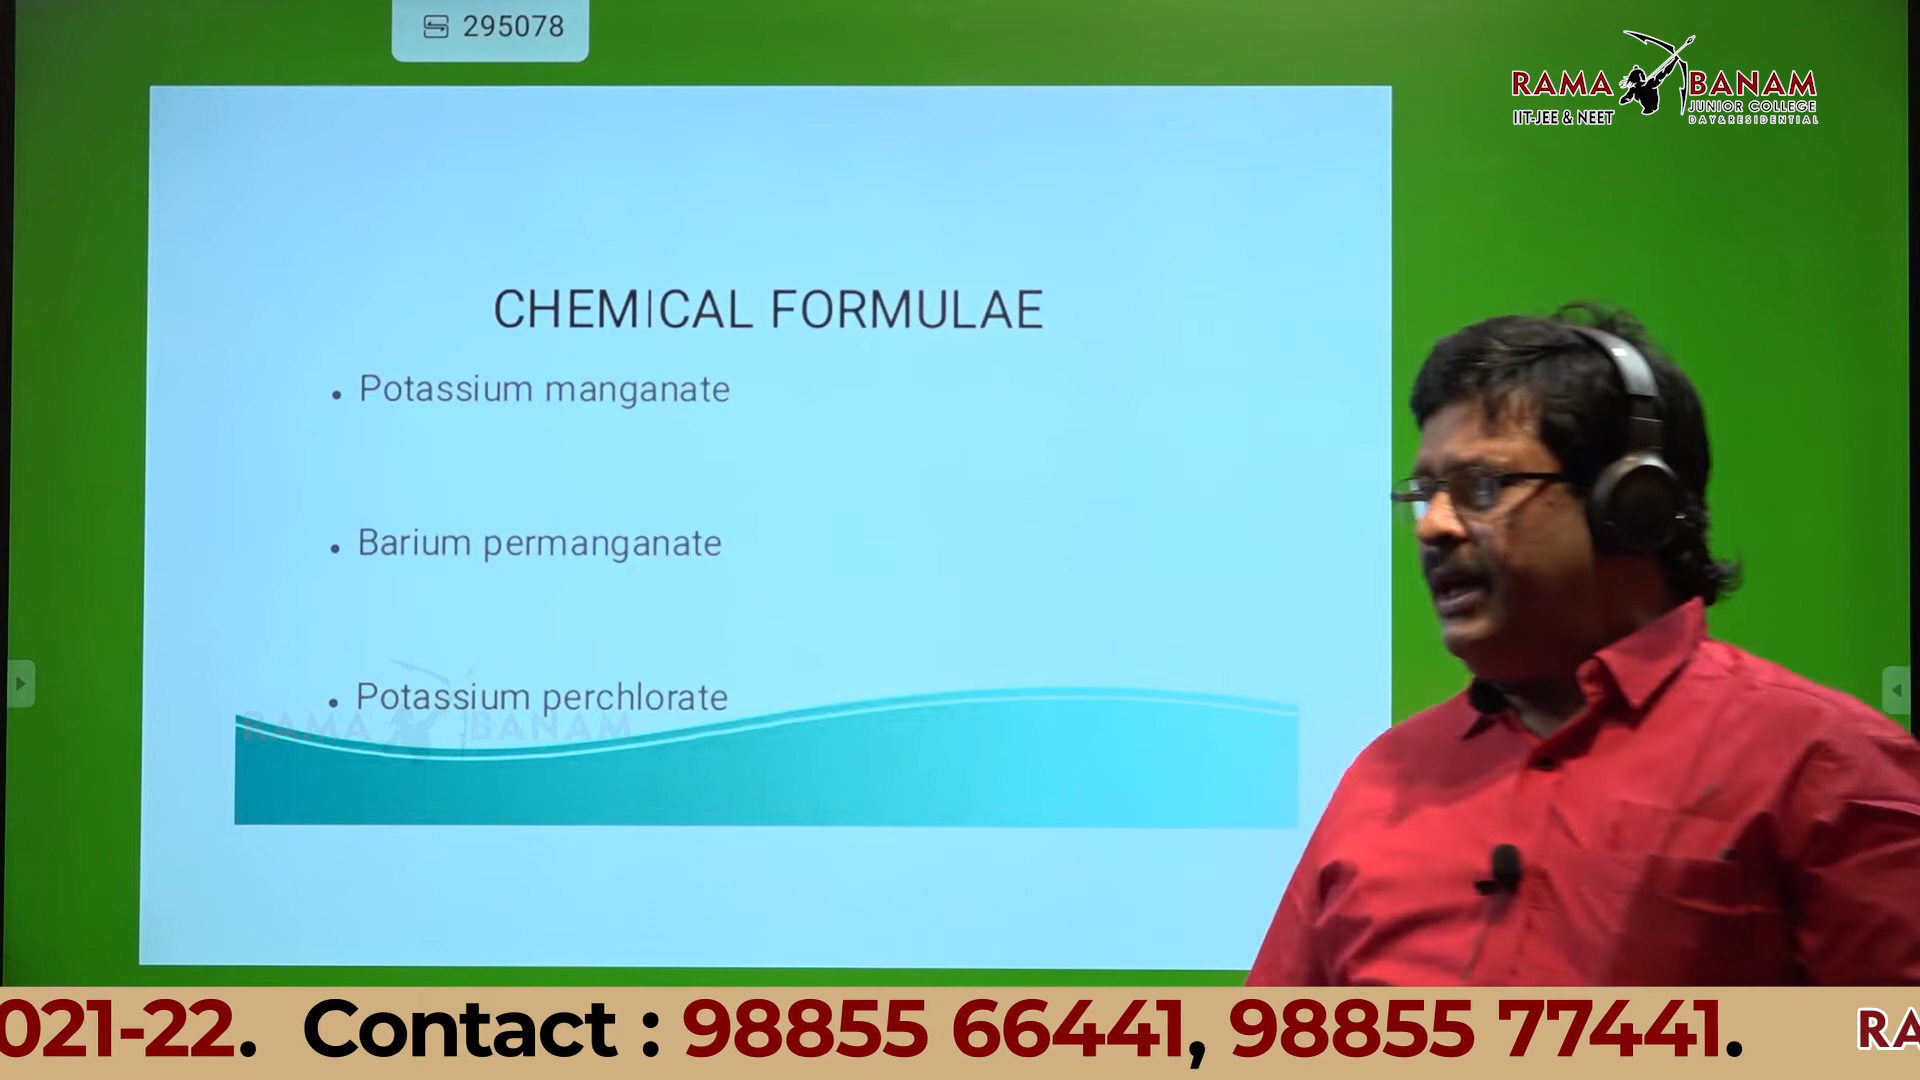 295078
RAMA BANAM
IIT-JEE & NEET
JUNIOR COLLEGE
DAY&RESIDENTIAL
CHEMICAL FORMULAE
• Potassium manganate
• Barium permanganate
• Potassium perchlorate
RAMA BANAM
021-22. Contact : 98855 66441, 98855 77441.
RA